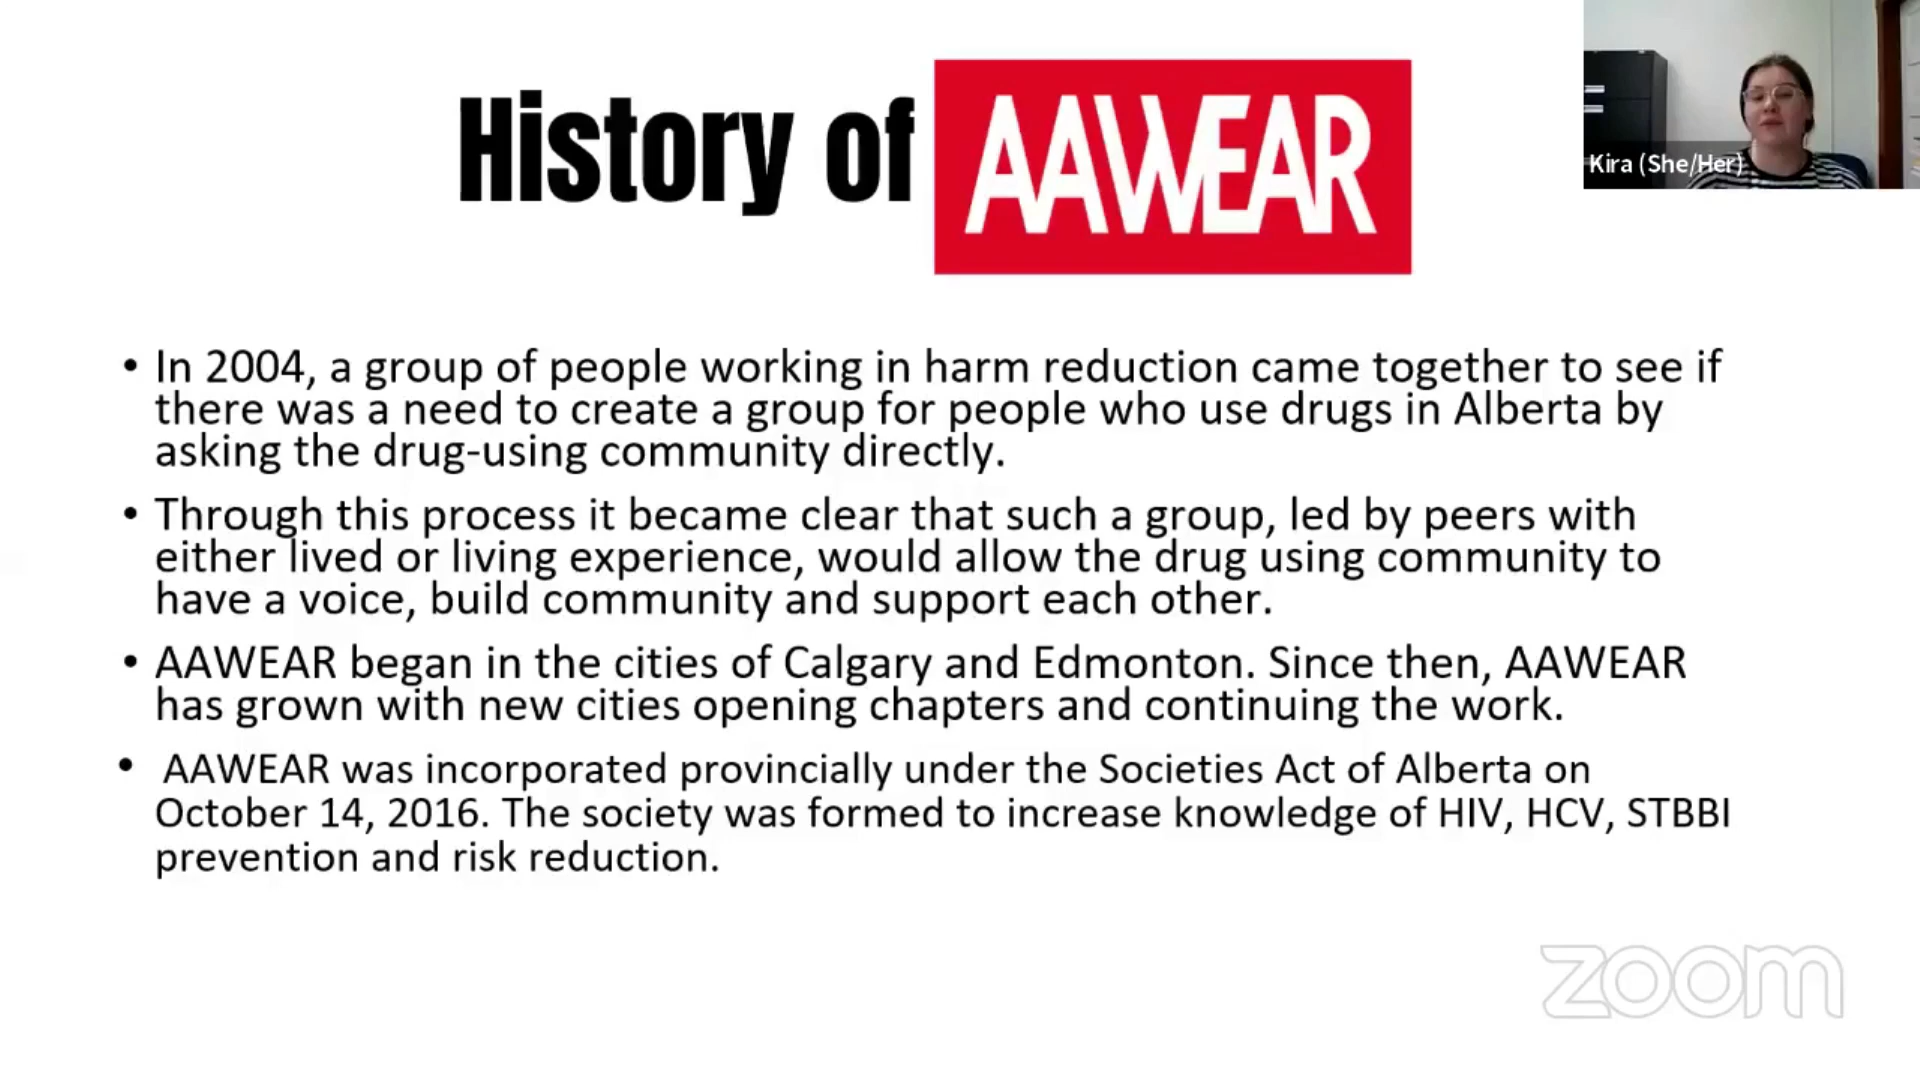 History of AAWEAR
Kira (She/Her)
• In 2004, a group of people working in harm reduction came together to see if
there was a need to create a group for people who use drugs in Alberta by
asking the drug-using community directly.
• Through this process it became clear that such a group, led by peers with
either lived or living experience, would allow the drug using community to
have a voice, build community and support each other.
• AAWEAR began in the cities of Calgary and Edmonton. Since then, AAWEAR
has grown with new cities opening chapters and continuing the work.
• AAWEAR was incorporated provincially under the Societies Act of Alberta on
October 14, 2016. The society was formed to increase knowledge of HIV, HCV, STBBI
prevention and risk reduction.
zoom